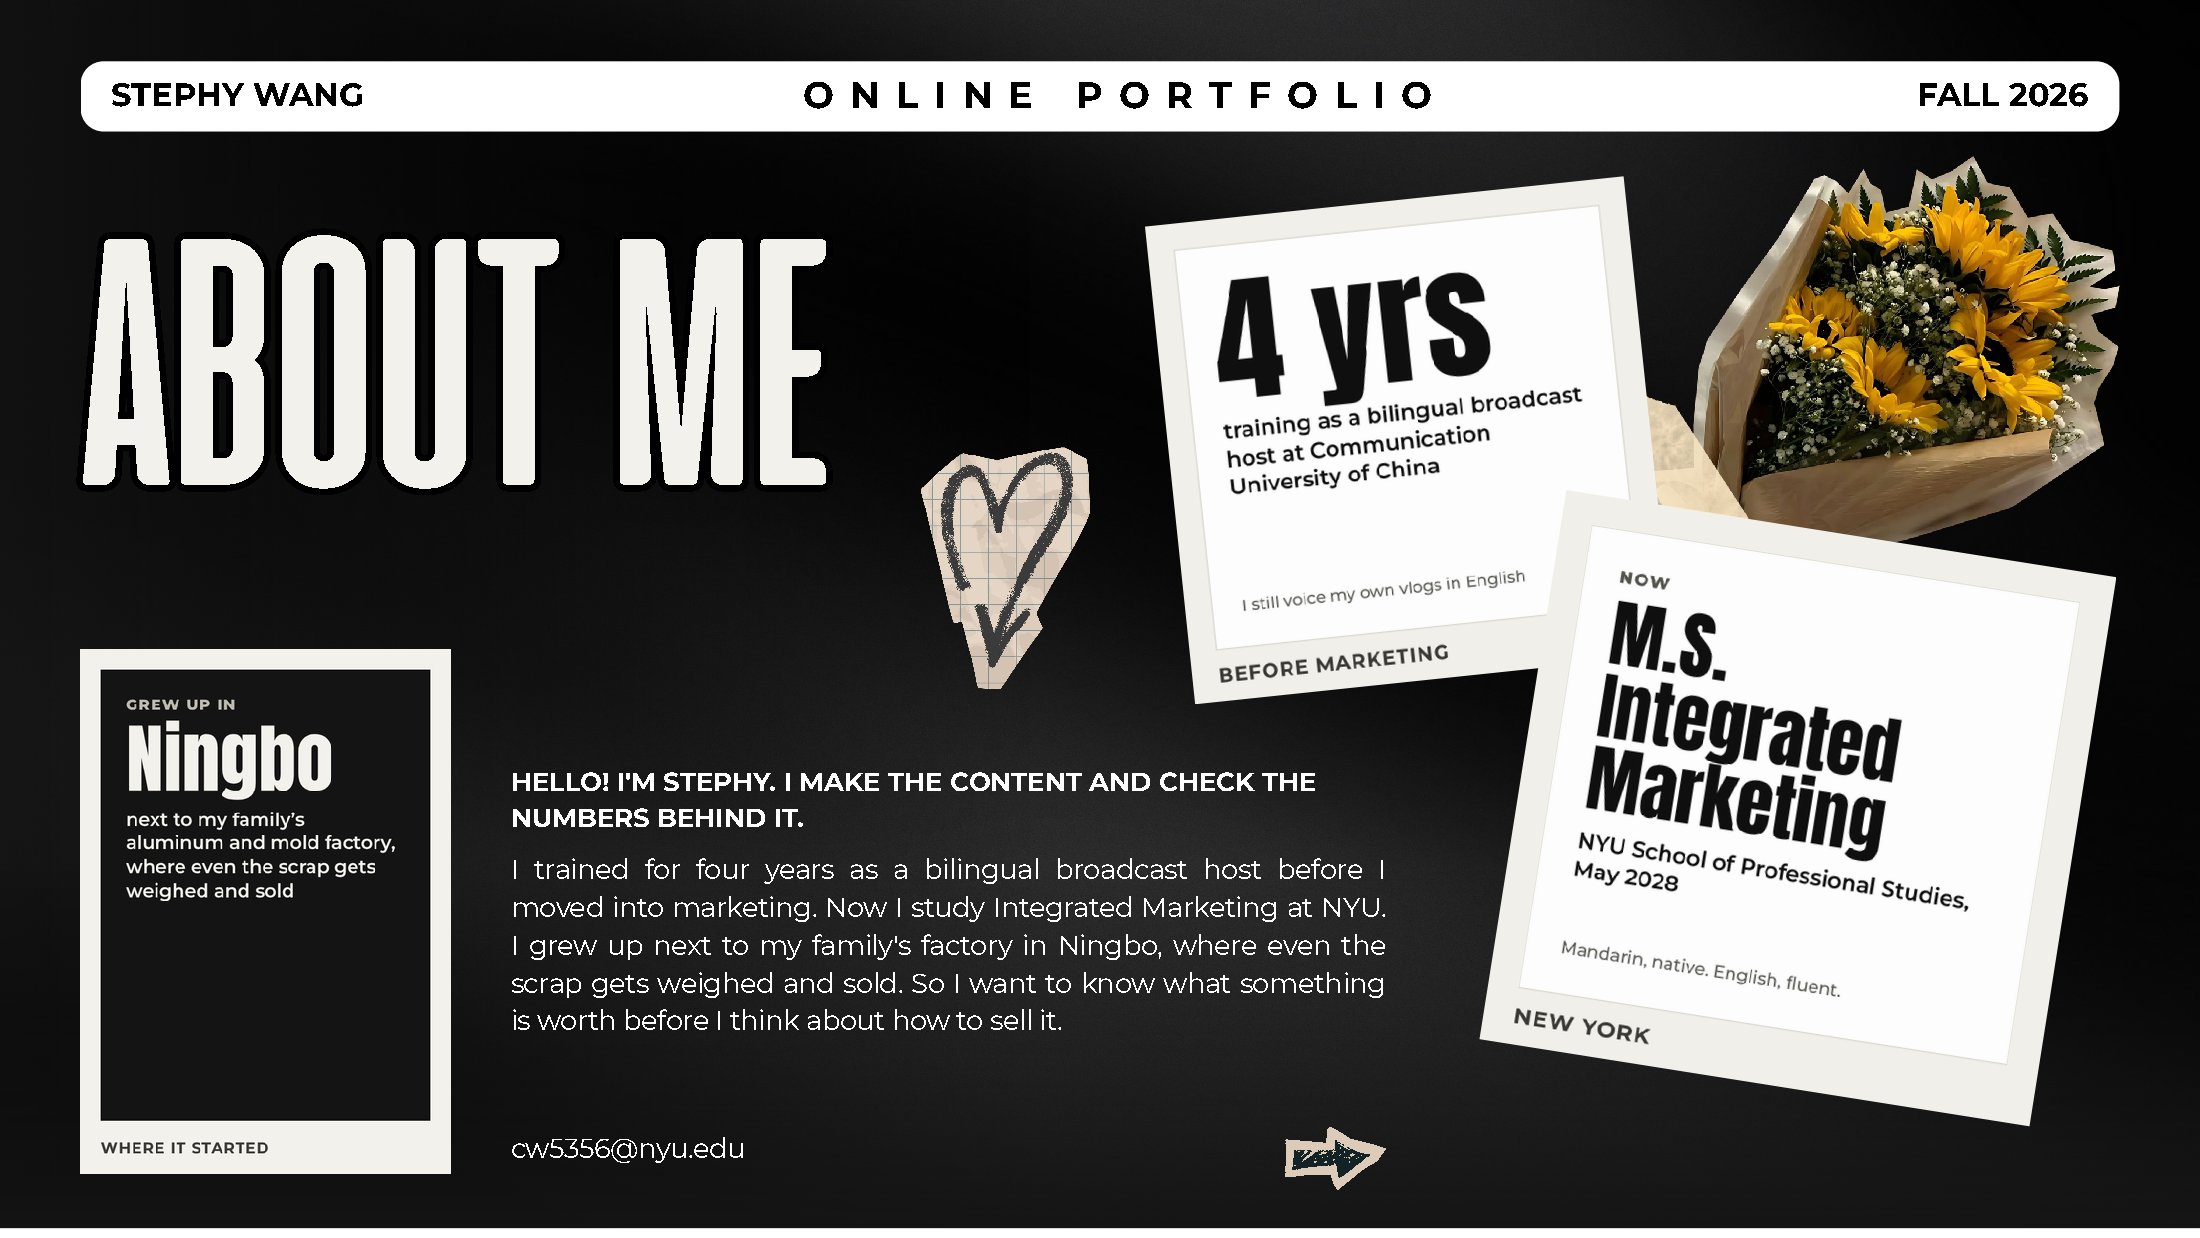 STEPHY WANG
ONLINE PORTFOLIO
FALL 2026
ABOUT ME
4 yrs
training as a bilingual broadcast
host at Communication
University of China
I still voice my own vlogs in English
BEFORE MARKETING
NOW
M.S.
Integrated
Marketing
NYU School of Professional Studies,
May 2028
Mandarin, native. English, fluent.
NEW YORK
GREW UP IN
Ningbo
next to my family’s
aluminum and mold factory,
where even the scrap gets
weighed and sold
WHERE IT STARTED
HELLO! I'M STEPHY. I MAKE THE CONTENT AND CHECK THE
NUMBERS BEHIND IT.
I trained for four years as a bilingual broadcast host before I
moved into marketing. Now I study Integrated Marketing at NYU.
I grew up next to my family's factory in Ningbo, where even the
scrap gets weighed and sold. So I want to know what something
is worth before I think about how to sell it.
cw5356@nyu.edu